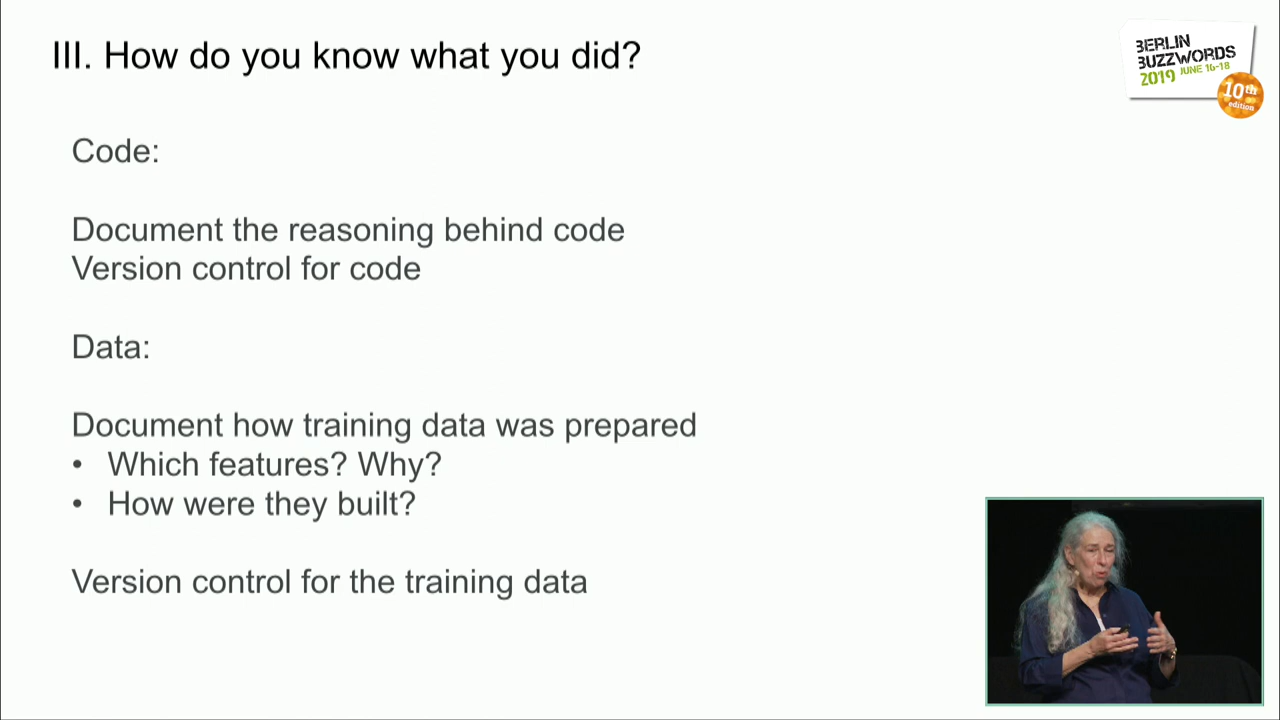 III. How do you know what you did?
BERLIN
BUZZWORDS
2019 JUNE 16-18
10th
edition
Code:
Document the reasoning behind code
Version control for code
Data:
Document how training data was prepared
• Which features? Why?
• How were they built?
Version control for the training data